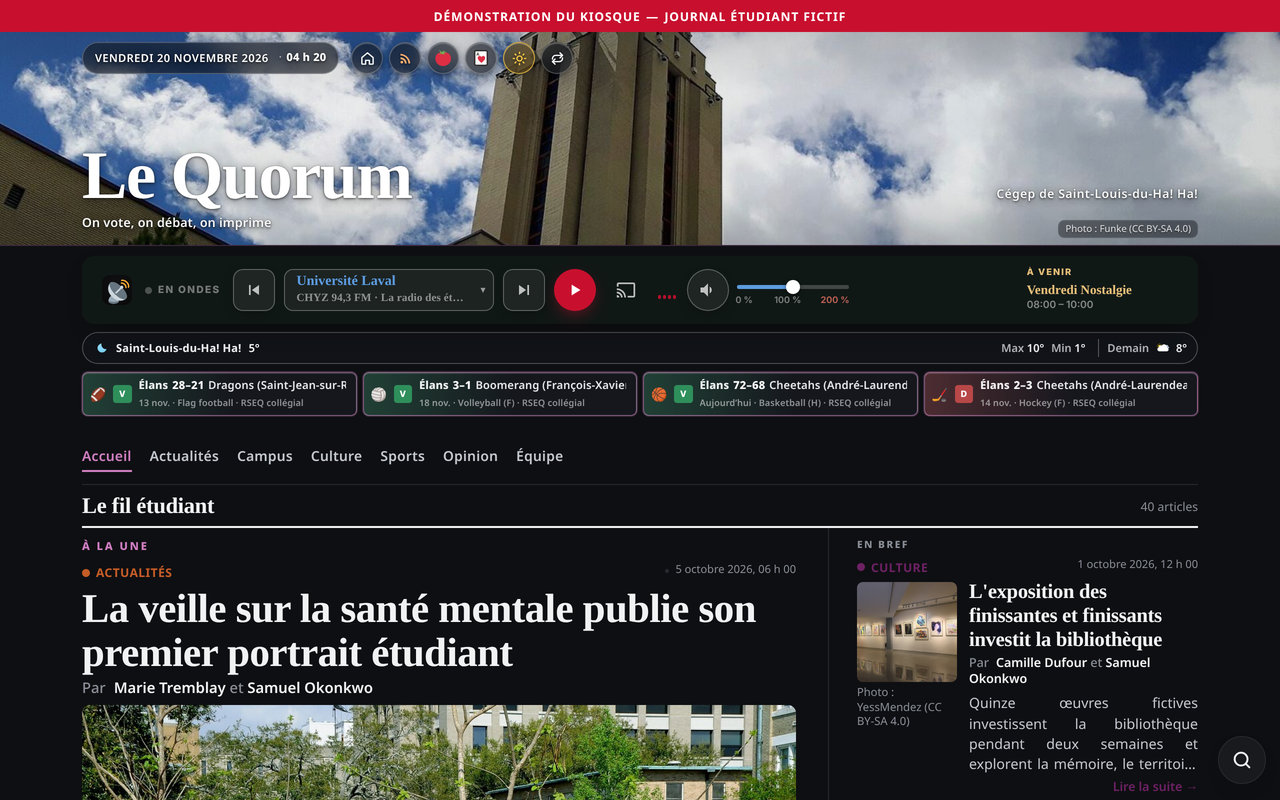 DÉMONSTRATION DU KIOSQUE — JOURNAL ÉTUDIANT FICTIF
VENDREDI 20 NOVEMBRE 2026 · 04 h 20
Le Quorum
On vote, on débat, on imprime
Cégep de Saint-Louis-du-Ha! Ha!
Photo : Funke (CC BY-SA 4.0)
EN ONDES
Université Laval
CHYZ 94,3 FM · La radio des ét…
0 % 100 % 200 %
À VENIR
Vendredi Nostalgie
08:00 – 10:00
Saint-Louis-du-Ha! Ha! 5°
Max 10° Min 1° Demain 8°
V Élans 28–21 Dragons (Saint-Jean-sur-R
13 nov. · Flag football · RSEQ collégial
V Élans 3–1 Boomerang (François-Xavier
18 nov. · Volleyball (F) · RSEQ collégial
V Élans 72–68 Cheetahs (André-Laurend
Aujourd'hui · Basketball (H) · RSEQ collégial
D Élans 2–3 Cheetahs (André-Laurendea
14 nov. · Hockey (F) · RSEQ collégial
Accueil Actualités Campus Culture Sports Opinion Équipe
Le fil étudiant
40 articles
À LA UNE
ACTUALITÉS
5 octobre 2026, 06 h 00
La veille sur la santé mentale publie son
premier portrait étudiant
Par Marie Tremblay et Samuel Okonkwo
EN BREF
CULTURE
1 octobre 2026, 12 h 00
L'exposition des
finissantes et finissants
investit la bibliothèque
Par Camille Dufour et Samuel
Okonkwo
Photo :
YessMendez (CC
BY-SA 4.0)
Quinze œuvres fictives
investissent la bibliothèque
pendant deux semaines et
explorent la mémoire, le territoi…
Lire la suite →